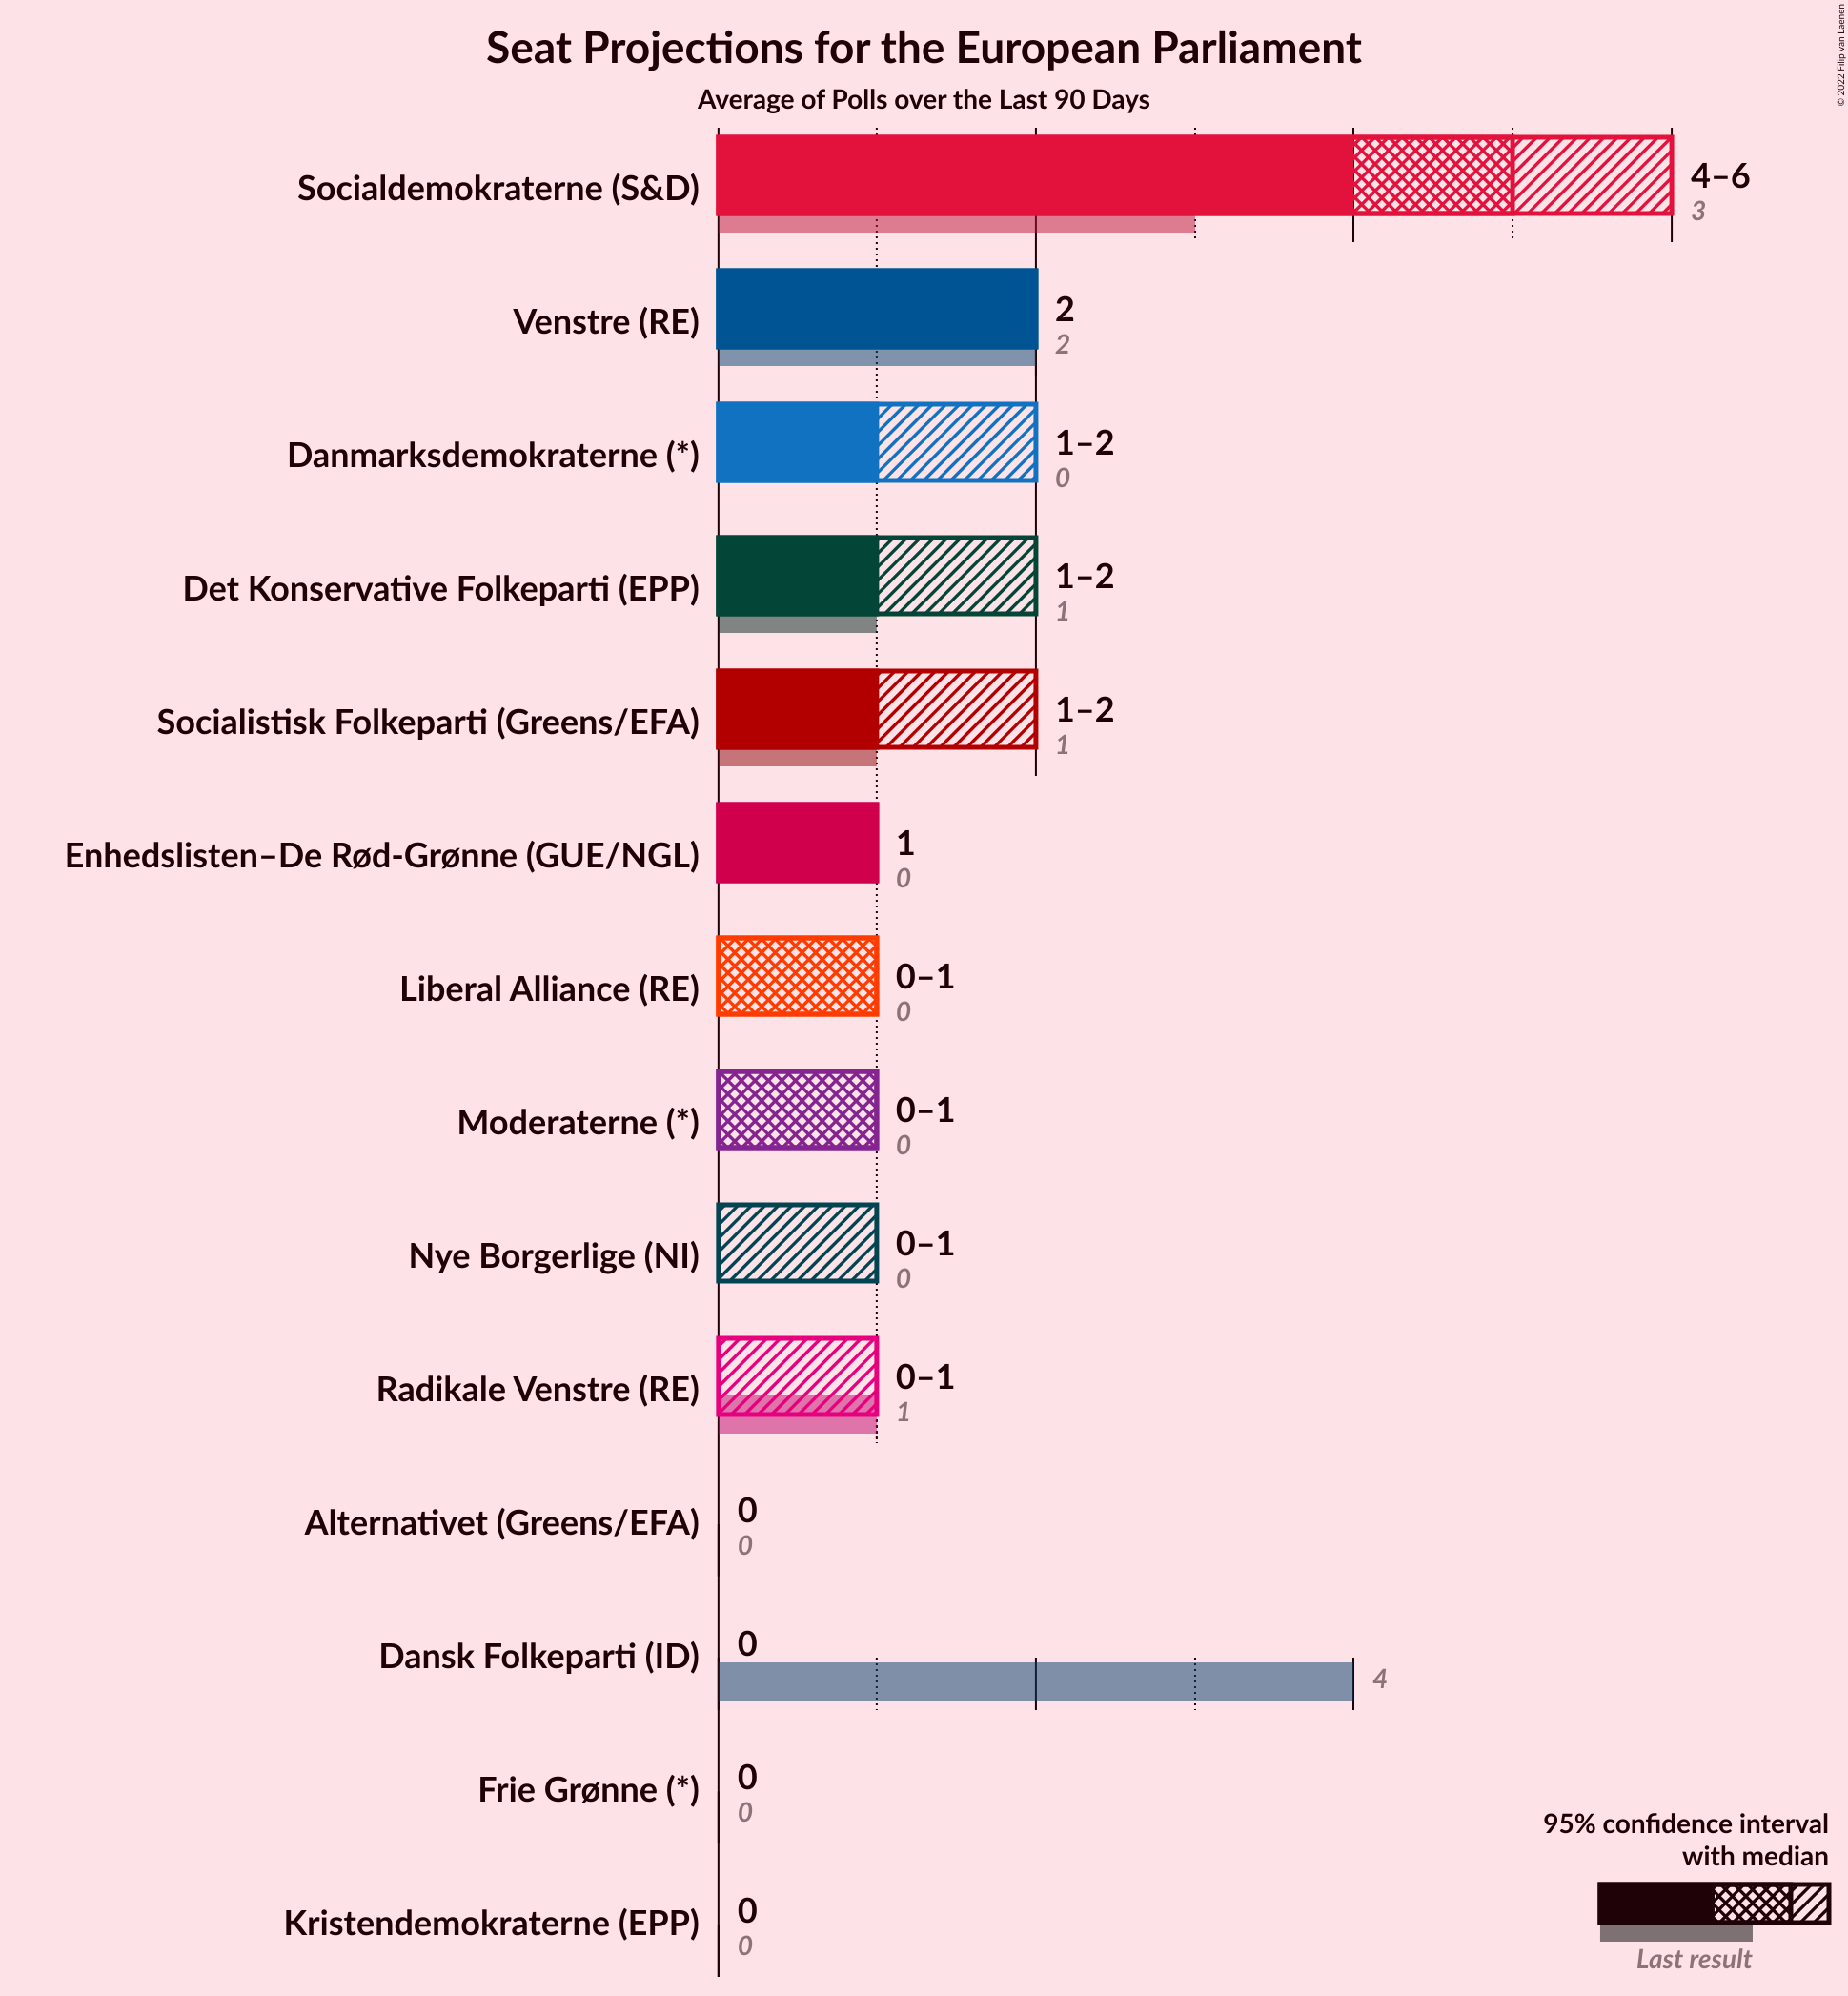 Seat Projections for the European Parliament
Average of Polls over the Last 90 Days
© 2022 Filip van Laenen
Socialdemokraterne (S&D)
4–6
3
Venstre (RE)
2
2
Danmarksdemokraterne (*)
1–2
0
Det Konservative Folkeparti (EPP)
1–2
1
Socialistisk Folkeparti (Greens/EFA)
1–2
1
Enhedslisten–De Rød-Grønne (GUE/NGL)
1
0
Liberal Alliance (RE)
0–1
0
Moderaterne (*)
0–1
0
Nye Borgerlige (NI)
0–1
0
Radikale Venstre (RE)
0–1
1
Alternativet (Greens/EFA)
0
0
Dansk Folkeparti (ID)
0
4
Frie Grønne (*)
0
0
Kristendemokraterne (EPP)
0
0
95% confidence interval
with median
Last result